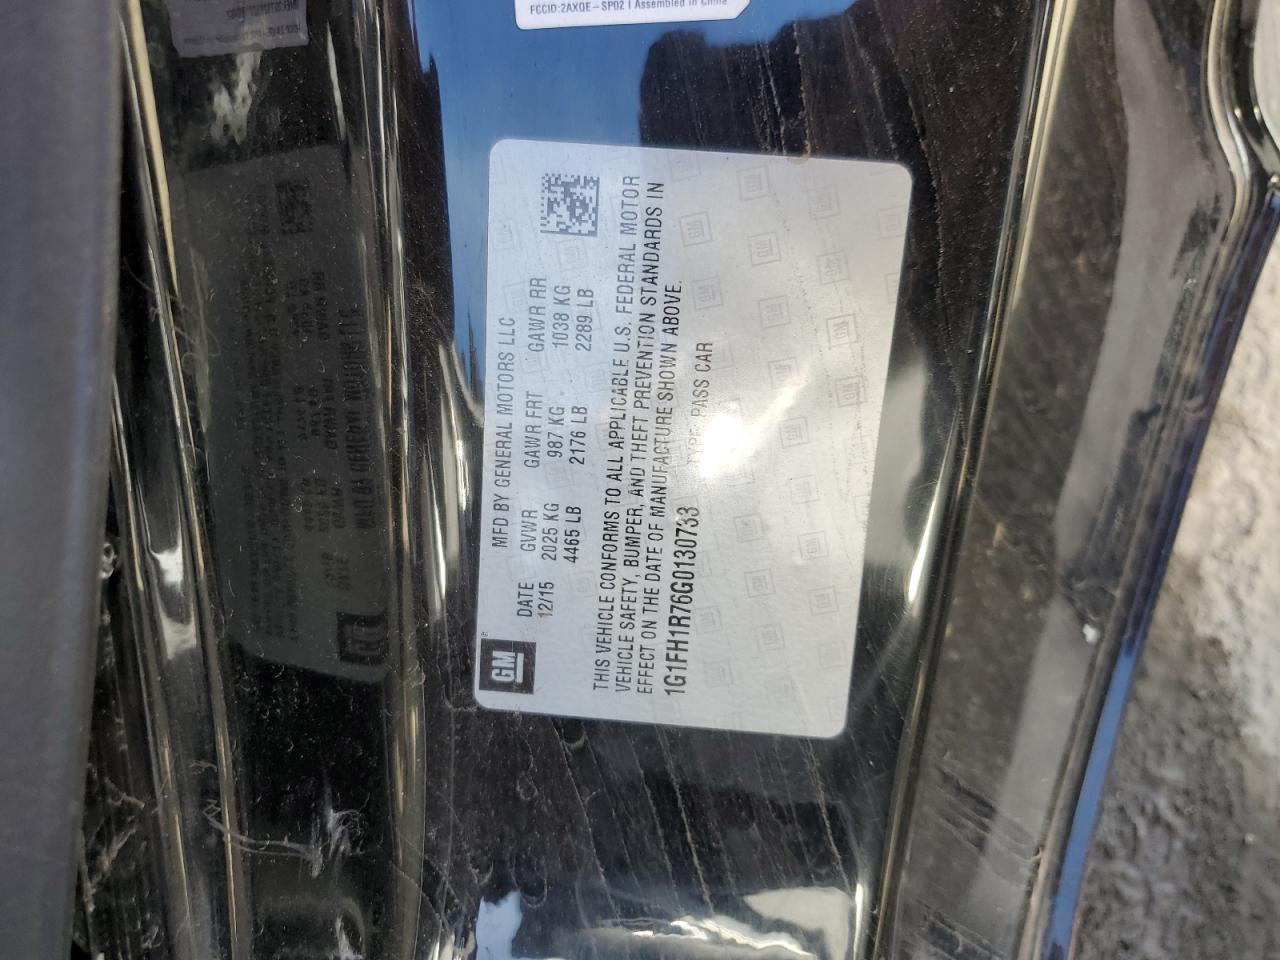 FCCID:2AXQE-SP02 | Assembled in China
MFD BY GENERAL MOTORS LLC
DATE GVWR GAWR FRT GAWR RR
12/15 2025 KG 987 KG 1038 KG
4465 LB 2176 LB 2289 LB
GM
THIS VEHICLE CONFORMS TO ALL APPLICABLE U.S. FEDERAL MOTOR
VEHICLE SAFETY, BUMPER, AND THEFT PREVENTION STANDARDS IN
EFFECT ON THE DATE OF MANUFACTURE SHOWN ABOVE.
1G1FH1R76G0130733 TYPE: PASS CAR